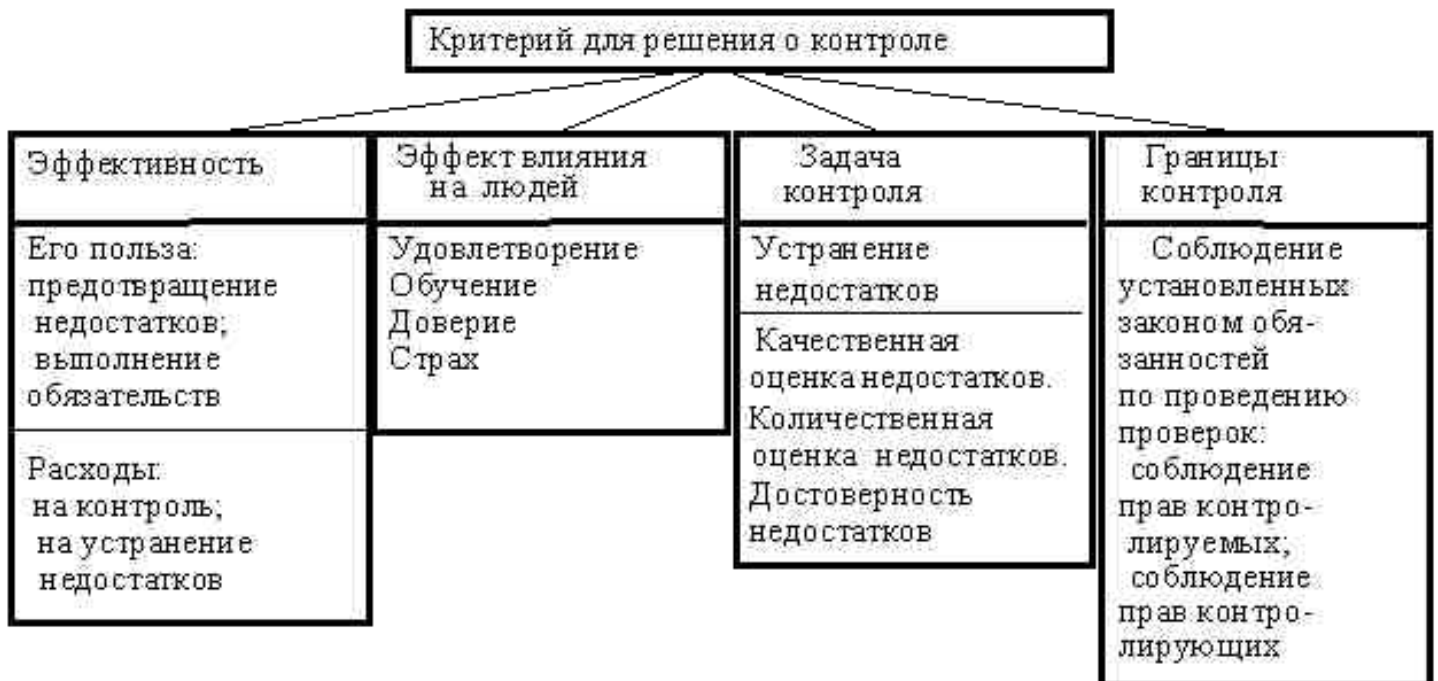 Критерий для решения о контроле
Эффективность
Его польза:
предотвращение
недостатков;
выполнение
обязательств
Расходы:
на контроль;
на устранение
недостатков
Эффект влияния
на людей
Удовлетворение
Обучение
Доверие
Страх
Задача
контроля
Устранение
недостатков
Качественная
оценка недостатков.
Количественная
оценка недостатков.
Достоверность
недостатков
Границы
контроля
Соблюдение
установленных
законом обя-
занностей
по проведению
проверок:
соблюдение
прав контро-
лируемых;
соблюдение
прав контро-
лирующих